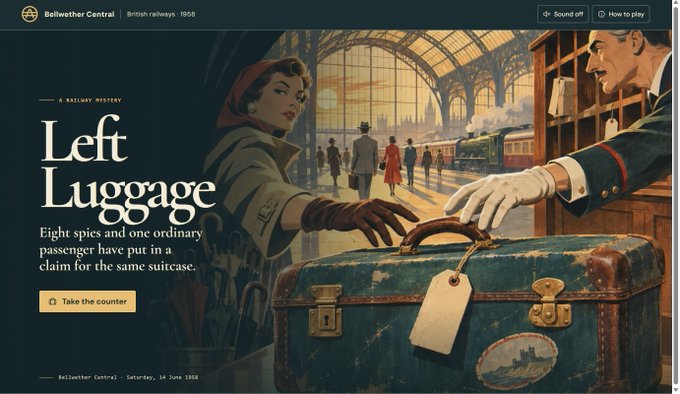 Bellwether Central
British railways · 1958
Sound off
How to play
A RAILWAY MYSTERY
Left
Luggage
Eight spies and one ordinary
passenger have put in a
claim for the same suitcase.
Take the counter
Bellwether Central · Saturday, 14 June 1958